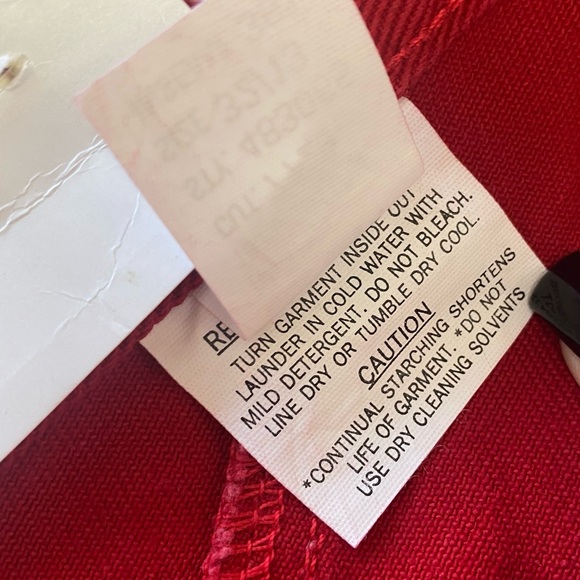 RE
TURN GARMENT INSIDE OUT
LAUNDER IN COLD WATER WITH
MILD DETERGENT. DO NOT BLEACH.
LINE DRY OR TUMBLE DRY COOL.
CAUTION
*CONTINUAL STARCHING SHORTENS
LIFE OF GARMENT. *DO NOT
USE DRY CLEANING SOLVENTS